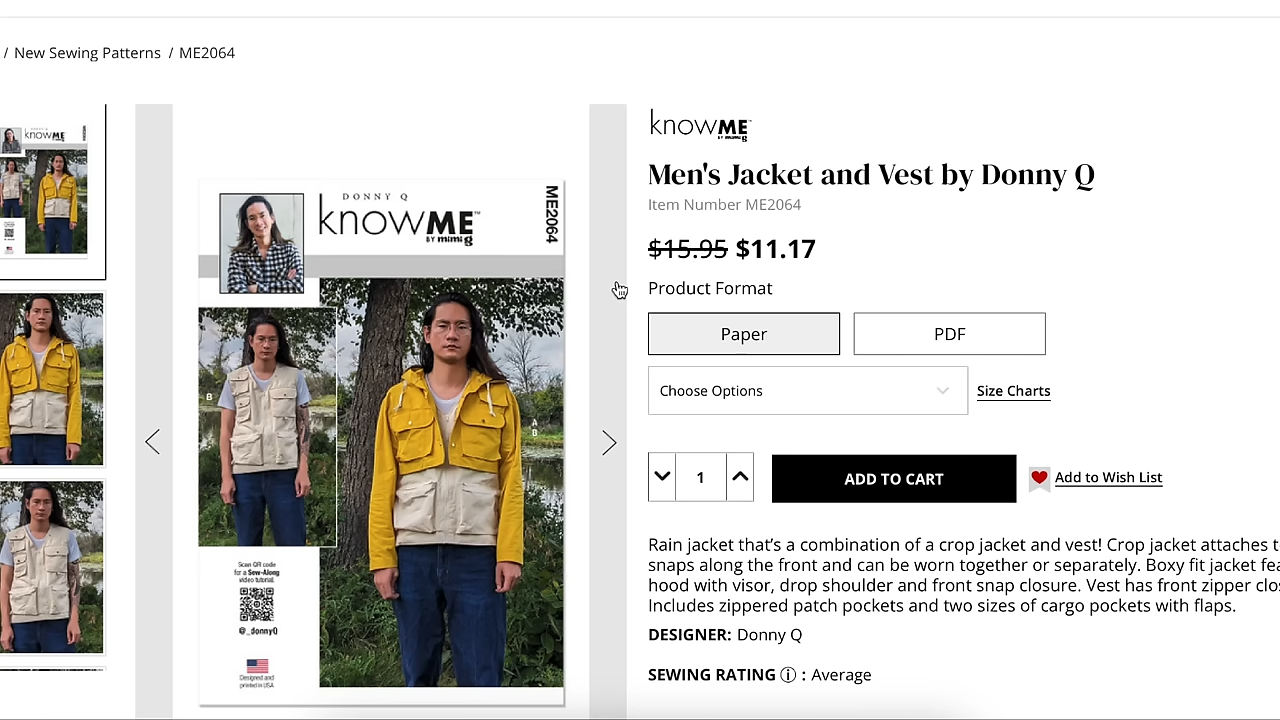 / New Sewing Patterns / ME2064
knowME
BY mimi g
Men's Jacket and Vest by Donny Q
Item Number ME2064
$15.95 $11.17
Product Format
Paper
PDF
Choose Options
Size Charts
1
ADD TO CART
Add to Wish List
Rain jacket that's a combination of a crop jacket and vest! Crop jacket attaches t
snaps along the front and can be worn together or separately. Boxy fit jacket fea
hood with visor, drop shoulder and front snap closure. Vest has front zipper clos
Includes zippered patch pockets and two sizes of cargo pockets with flaps.
DESIGNER: Donny Q
SEWING RATING ⓘ : Average
DONNY Q
knowME™
BY mimi g
ME2064
B
A
B
Scan QR code
for a Sew-Along
video tutorial.
@_donnyQ
Designed and
printed in USA
knowME